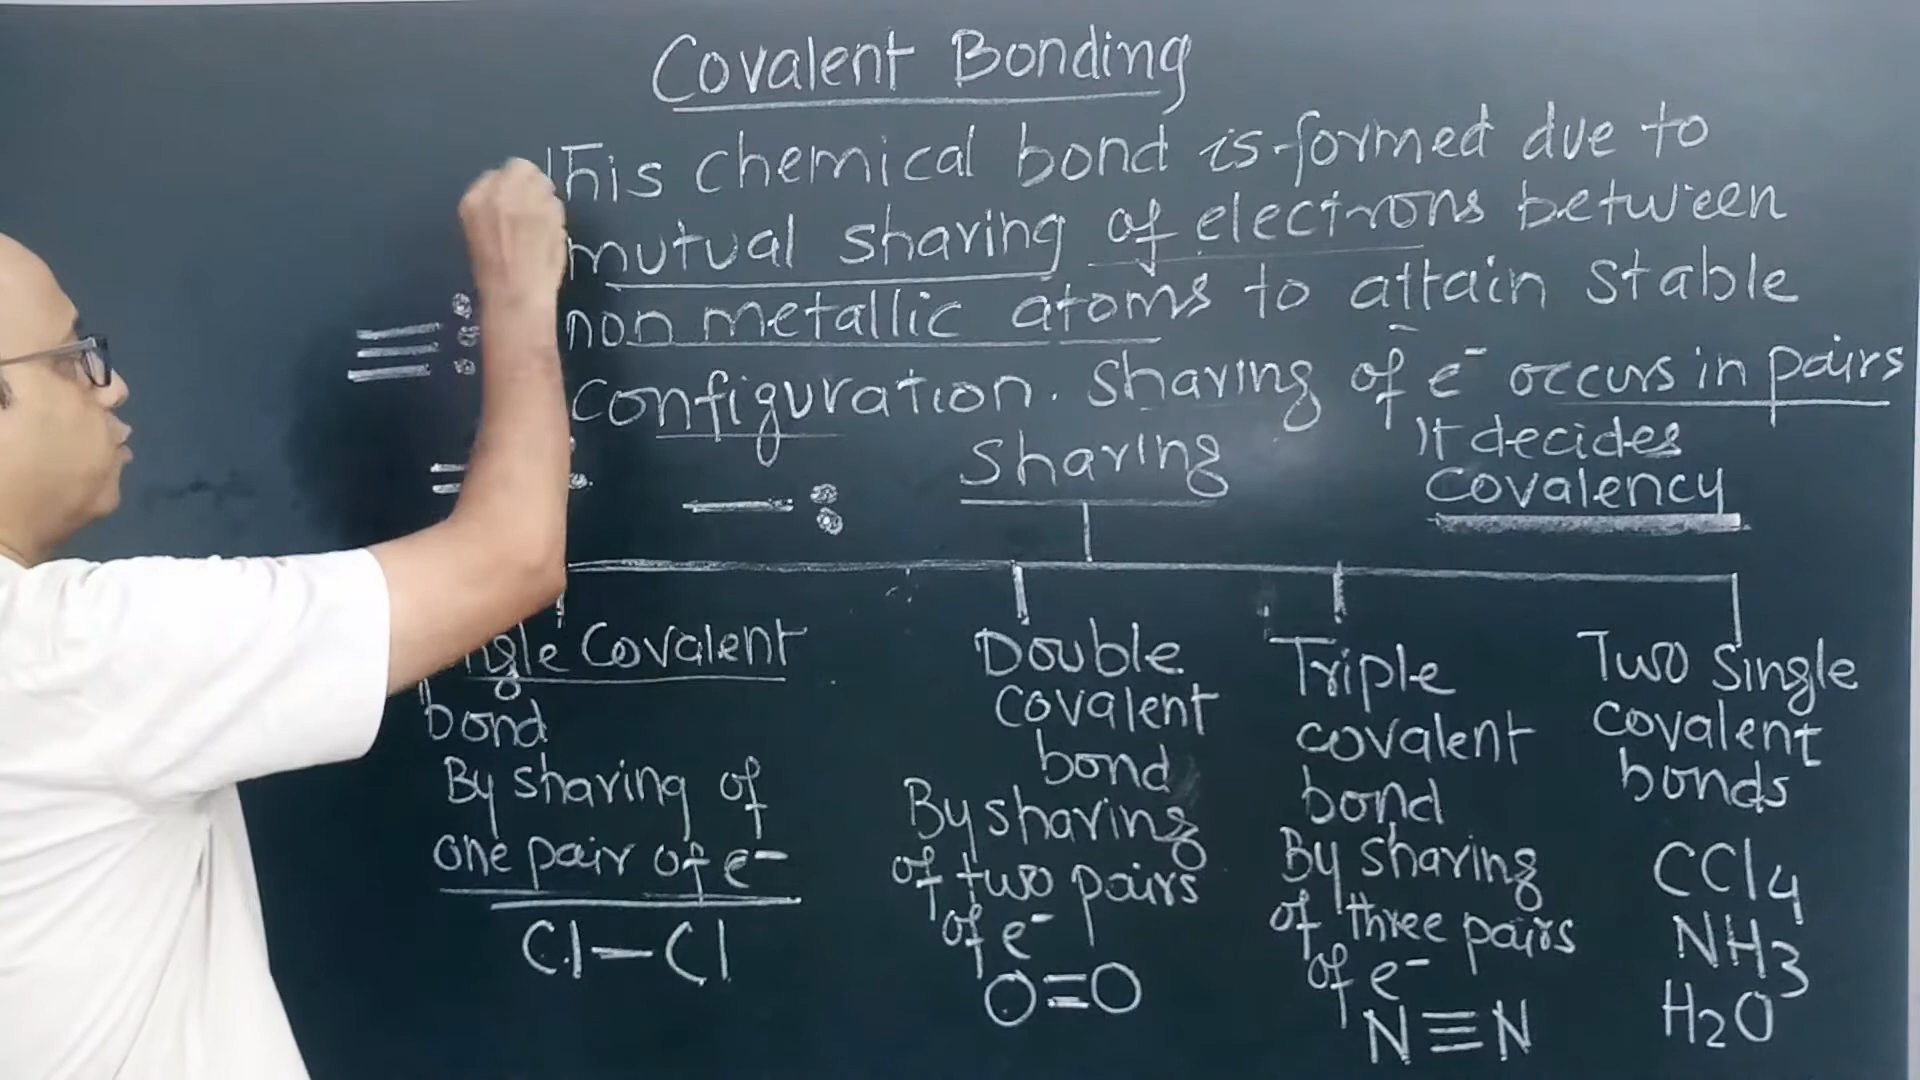 Covalent Bonding
This chemical bond is formed due to
mutual sharing of electrons between
non metallic atoms to attain stable
configuration. Sharing of e⁻ occurs in pairs
It decides
Covalency
Sharing
Covalent
bond
By sharing of
one pair of e⁻
Cl—Cl
Double
covalent
bond
By sharing
of two pairs
of e⁻
O=O
Triple
covalent
bond
By sharing
of three pairs
of e⁻
N≡N
Two Single
covalent
bonds
CCl4
NH3
H2O